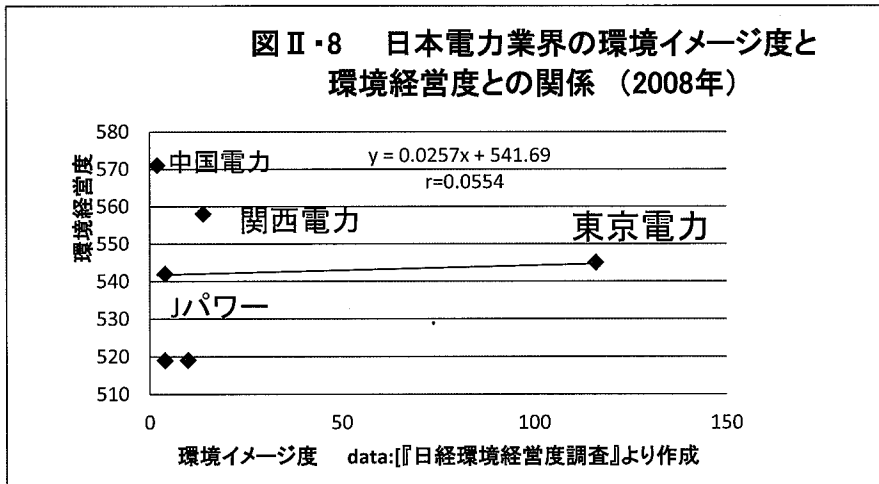 図Ⅱ・8　日本電力業界の環境イメージ度と
環境経営度との関係（2008年）
環境経営度
580
570
560
550
540
530
520
510
中国電力
y = 0.0257x + 541.69
r=0.0554
関西電力
東京電力
Jパワー
0 50 100 150
環境イメージ度　data:[『日経環境経営度調査』より作成